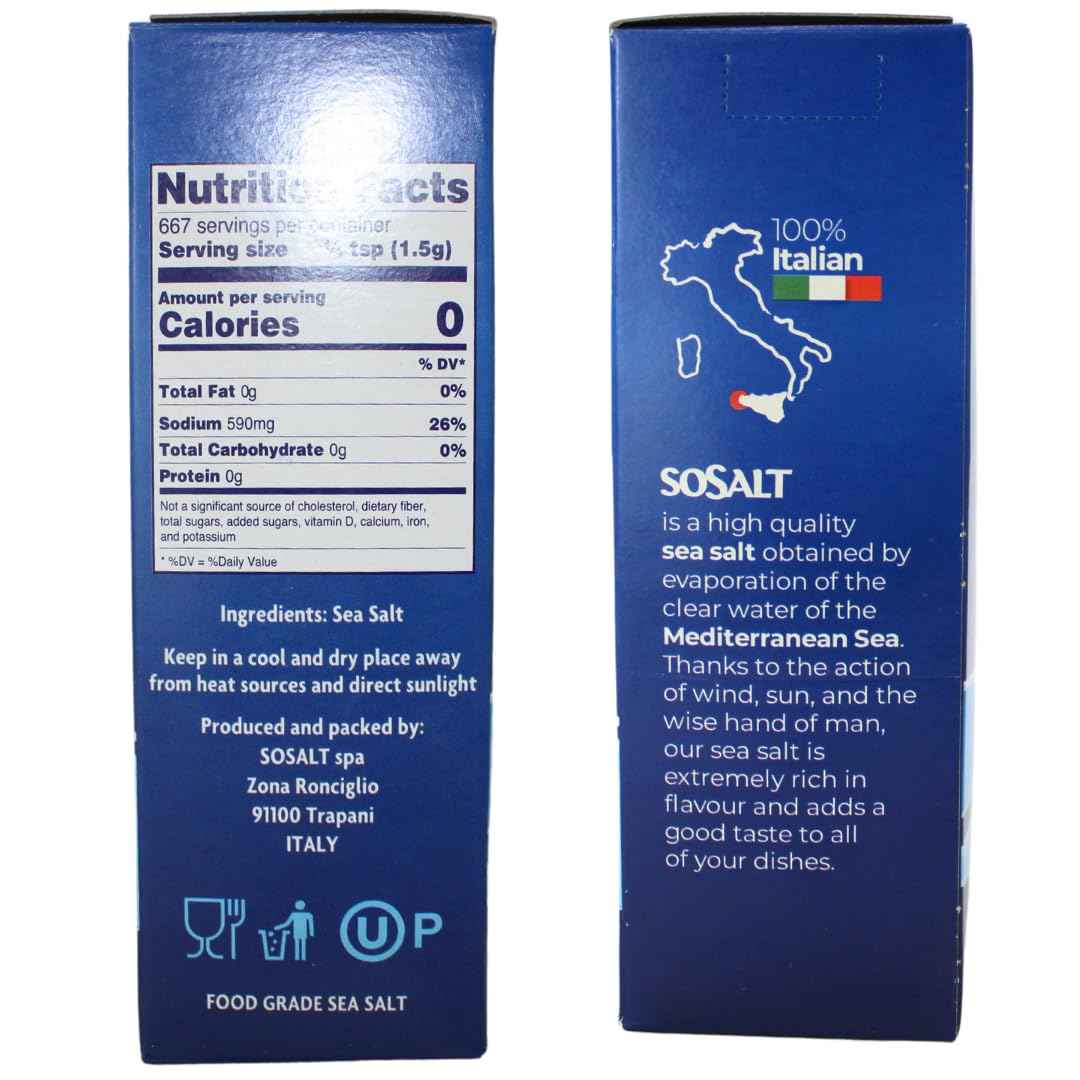 Nutrition Facts
667 servings per container
Serving size ¼ tsp (1.5g)
Amount per serving
Calories 0
% DV*
Total Fat 0g 0%
Sodium 590mg 26%
Total Carbohydrate 0g 0%
Protein 0g
Not a significant source of cholesterol, dietary fiber,
total sugars, added sugars, vitamin D, calcium, iron,
and potassium
* %DV = %Daily Value
Ingredients: Sea Salt
Keep in a cool and dry place away
from heat sources and direct sunlight
Produced and packed by:
SOSALT spa
Zona Ronciglio
91100 Trapani
ITALY
U P
FOOD GRADE SEA SALT
100%
Italian
SOSALT
is a high quality
sea salt obtained by
evaporation of the
clear water of the
Mediterranean Sea.
Thanks to the action
of wind, sun, and the
wise hand of man,
our sea salt is
extremely rich in
flavour and adds a
good taste to all
of your dishes.